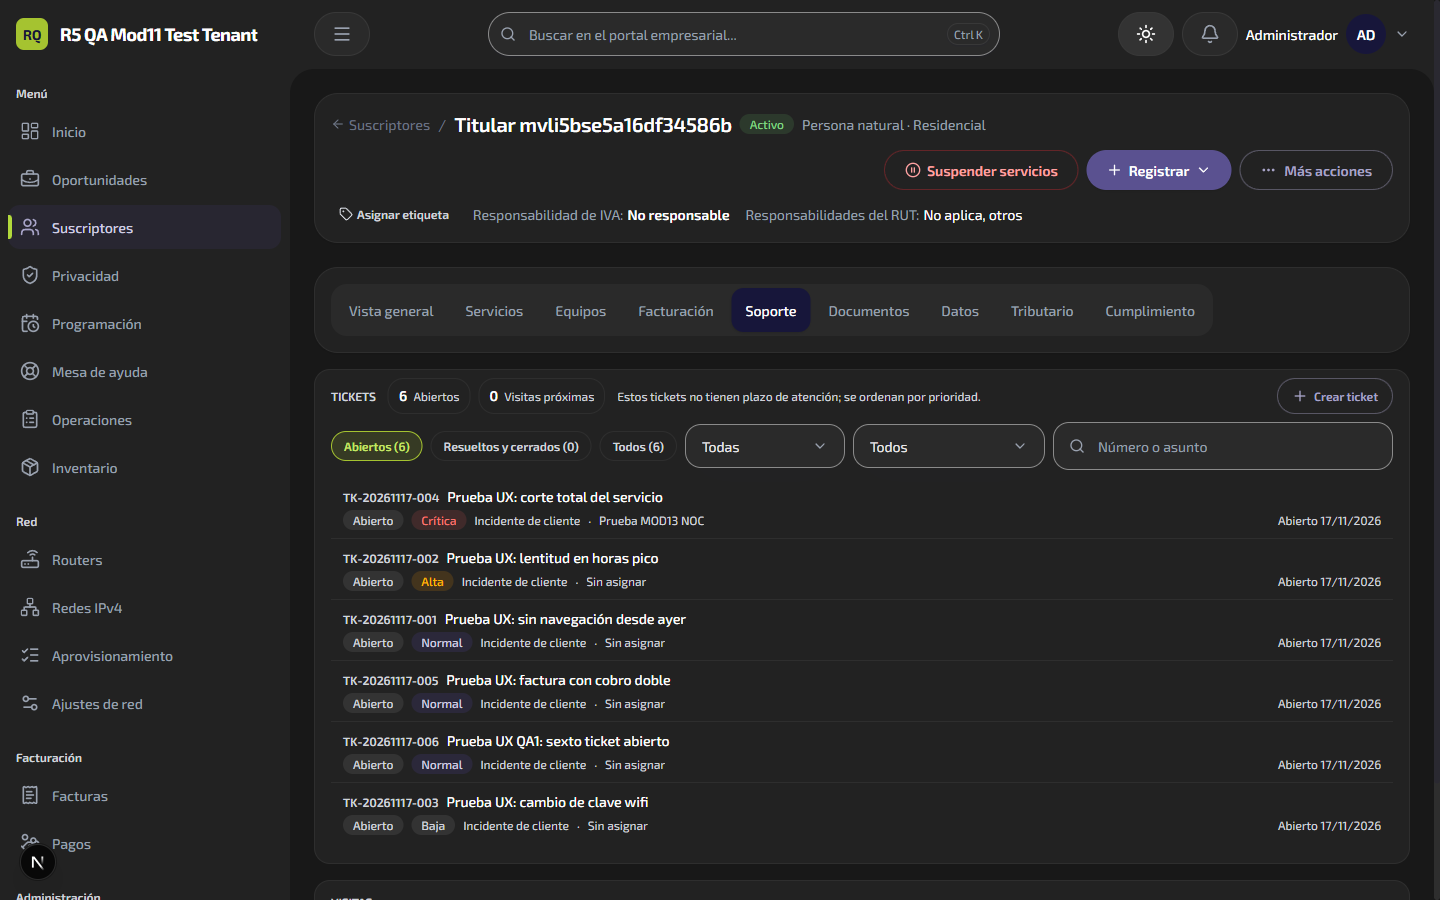 RQ R5 QA Mod11 Test Tenant
Buscar en el portal empresarial...
Ctrl K
Administrador
AD
Menú
Inicio
Oportunidades
Suscriptores
Privacidad
Programación
Mesa de ayuda
Operaciones
Inventario
Red
Routers
Redes IPv4
Aprovisionamiento
Ajustes de red
Facturación
Facturas
Pagos
N
Administración
← Suscriptores / Titular mvli5bse5a16df34586b Activo Persona natural · Residencial
Suspender servicios
+ Registrar
··· Más acciones
Asignar etiqueta Responsabilidad de IVA: No responsable Responsabilidades del RUT: No aplica, otros
Vista general Servicios Equipos Facturación Soporte Documentos Datos Tributario Cumplimiento
TICKETS 6 Abiertos 0 Visitas próximas Estos tickets no tienen plazo de atención; se ordenan por prioridad. + Crear ticket
Abiertos (6) Resueltos y cerrados (0) Todos (6) Todas Todos Número o asunto
TK-20261117-004 Prueba UX: corte total del servicio
Abierto Crítica Incidente de cliente · Prueba MOD13 NOC Abierto 17/11/2026
TK-20261117-002 Prueba UX: lentitud en horas pico
Abierto Alta Incidente de cliente · Sin asignar Abierto 17/11/2026
TK-20261117-001 Prueba UX: sin navegación desde ayer
Abierto Normal Incidente de cliente · Sin asignar Abierto 17/11/2026
TK-20261117-005 Prueba UX: factura con cobro doble
Abierto Normal Incidente de cliente · Sin asignar Abierto 17/11/2026
TK-20261117-006 Prueba UX QA1: sexto ticket abierto
Abierto Normal Incidente de cliente · Sin asignar Abierto 17/11/2026
TK-20261117-003 Prueba UX: cambio de clave wifi
Abierto Baja Incidente de cliente · Sin asignar Abierto 17/11/2026